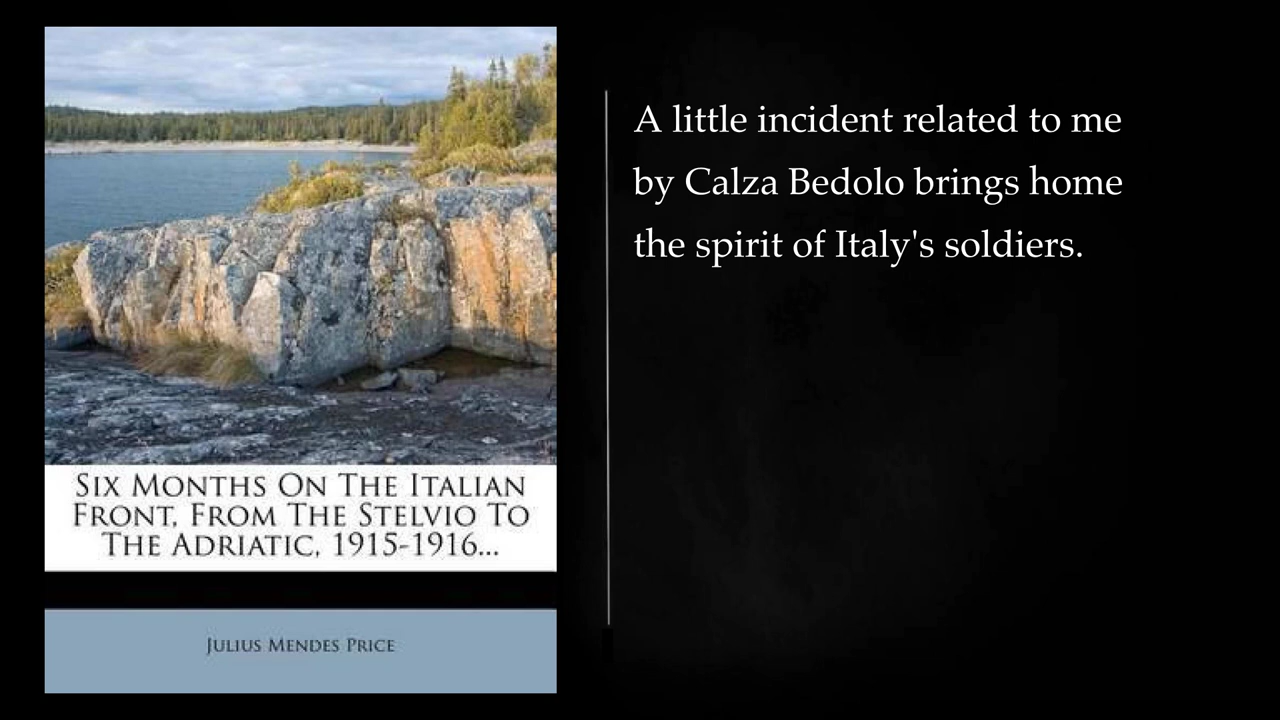 Six Months On The Italian
Front, From The Stelvio To
The Adriatic, 1915-1916...
Julius Mendes Price
A little incident related to me
by Calza Bedolo brings home
the spirit of Italy's soldiers.